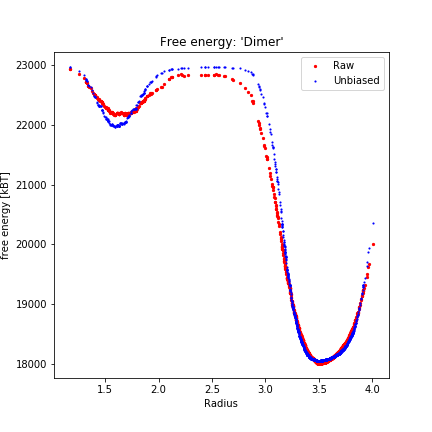 Free energy: 'Dimer'
Raw
Unbiased
23000
22000
21000
20000
19000
18000
free energy [kBT]
1.5 2.0 2.5 3.0 3.5 4.0
Radius